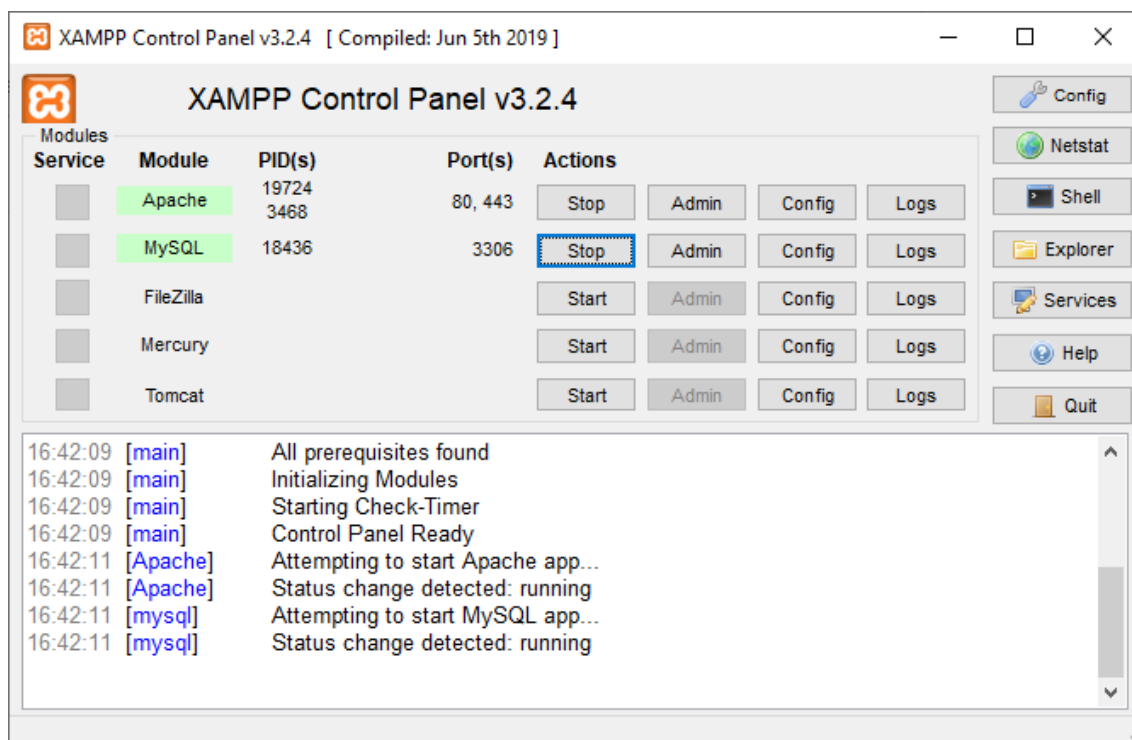 XAMPP Control Panel v3.2.4 [ Compiled: Jun 5th 2019 ]
XAMPP Control Panel v3.2.4
Config
Modules
Service Module PID(s) Port(s) Actions
Netstat
Apache 19724 80, 443 Stop Admin Config Logs
3468
Shell
MySQL 18436 3306 Stop Admin Config Logs
Explorer
FileZilla Start Admin Config Logs
Services
Mercury Start Admin Config Logs
Help
Tomcat Start Admin Config Logs
Quit
16:42:09 [main] All prerequisites found
16:42:09 [main] Initializing Modules
16:42:09 [main] Starting Check-Timer
16:42:09 [main] Control Panel Ready
16:42:11 [Apache] Attempting to start Apache app...
16:42:11 [Apache] Status change detected: running
16:42:11 [mysql] Attempting to start MySQL app...
16:42:11 [mysql] Status change detected: running